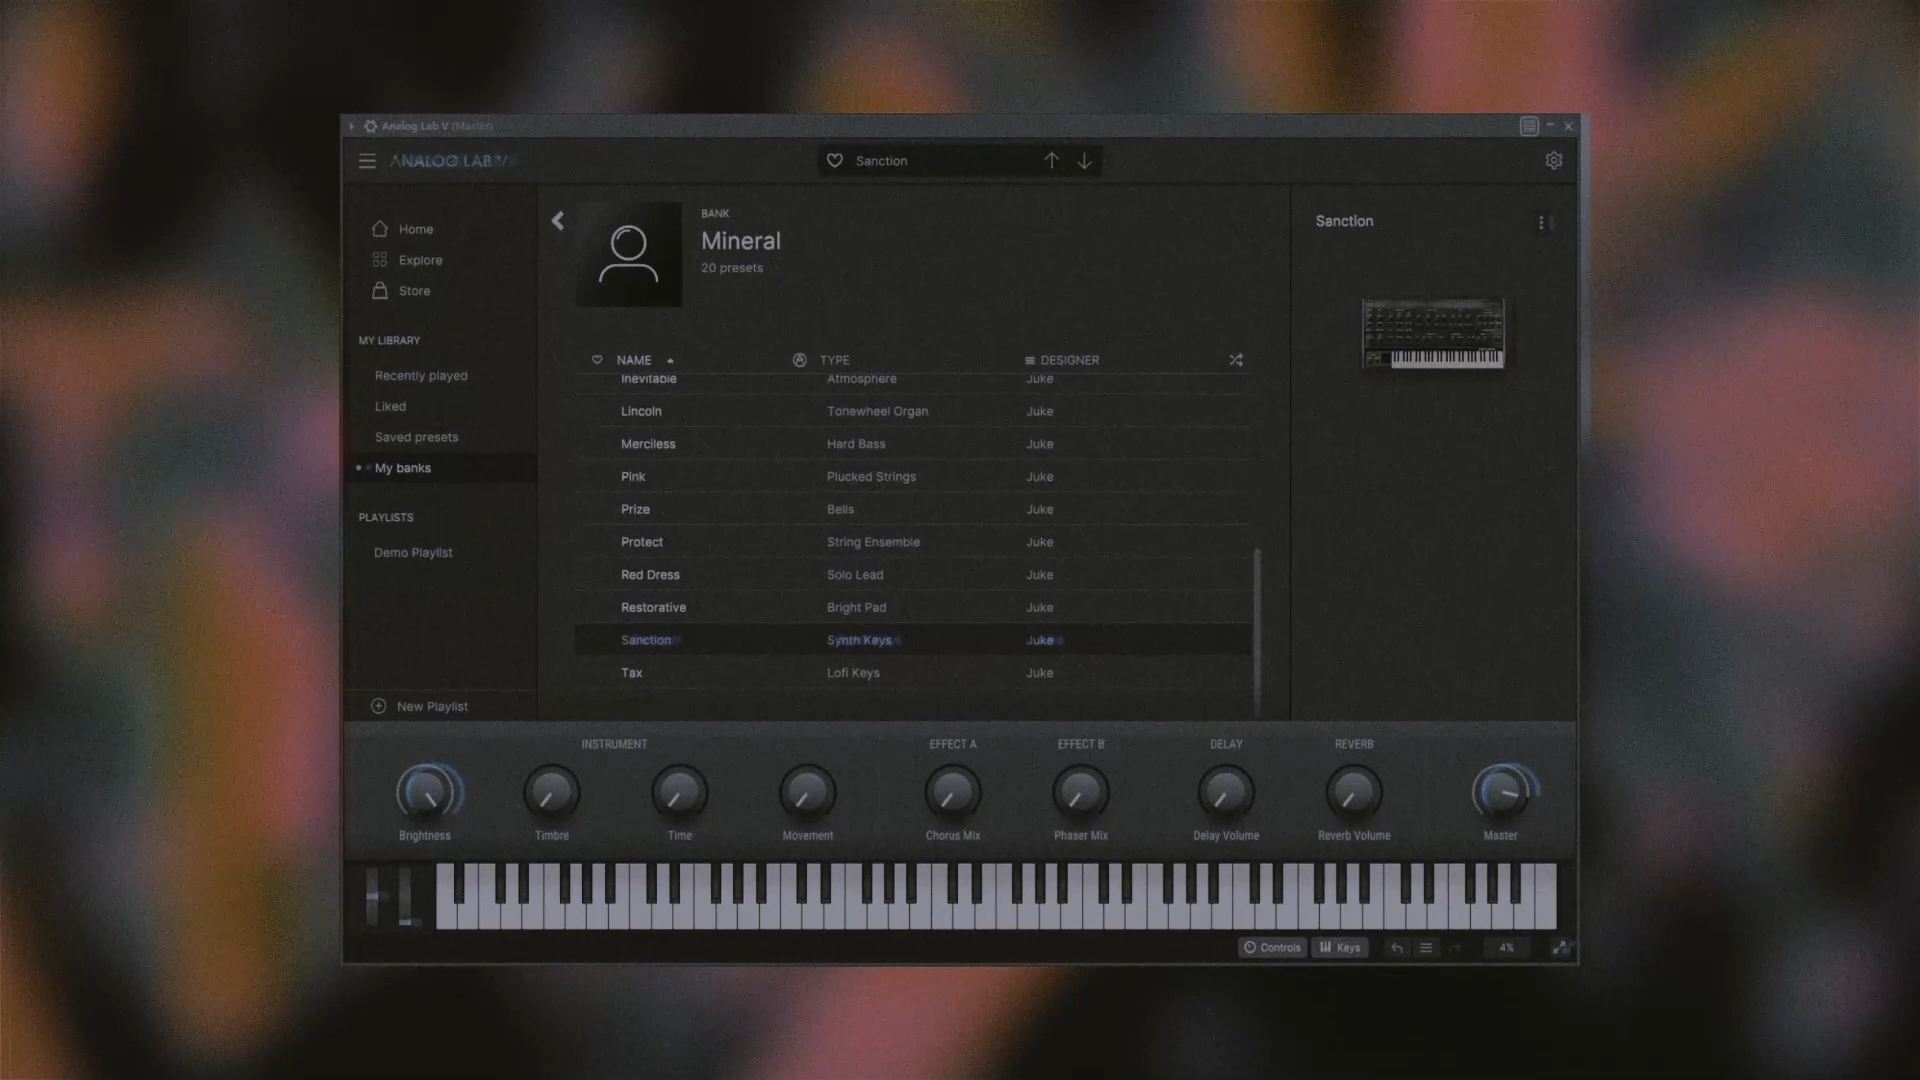 Analog Lab V (Master)
ANALOG LAB V
Sanction
Home
Explore
Store
MY LIBRARY
Recently played
Liked
Saved presets
My banks
PLAYLISTS
Demo Playlist
New Playlist
BANK
Mineral
20 presets
NAME TYPE DESIGNER
Inevitable Atmosphere Juke
Lincoln Tonewheel Organ Juke
Merciless Hard Bass Juke
Pink Plucked Strings Juke
Prize Bells Juke
Protect String Ensemble Juke
Red Dress Solo Lead Juke
Restorative Bright Pad Juke
Sanction Synth Keys Juke
Tax Lofi Keys Juke
Sanction
INSTRUMENT EFFECT A EFFECT B DELAY REVERB
Brightness Timbre Time Movement Chorus Mix Phaser Mix Delay Volume Reverb Volume Master
Controls Keys 4%